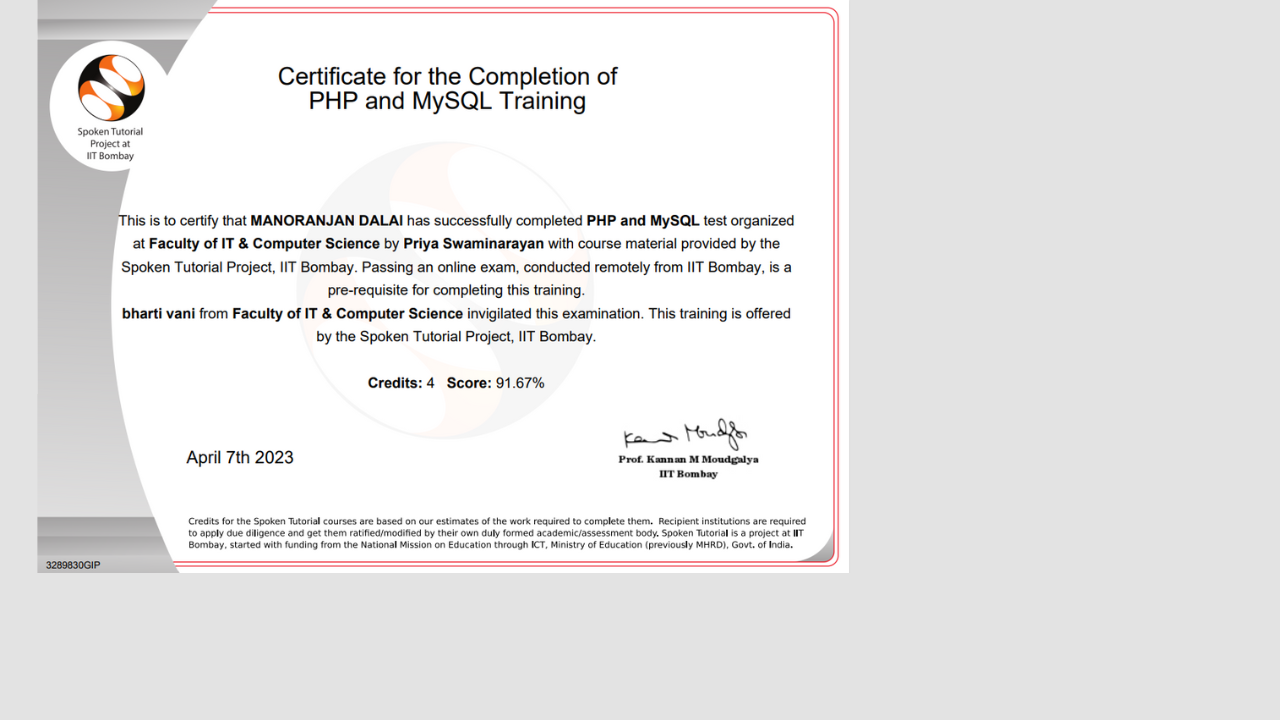 Spoken Tutorial
Project at
IIT Bombay
Certificate for the Completion of
PHP and MySQL Training
This is to certify that MANORANJAN DALAI has successfully completed PHP and MySQL test organized
at Faculty of IT & Computer Science by Priya Swaminarayan with course material provided by the
Spoken Tutorial Project, IIT Bombay. Passing an online exam, conducted remotely from IIT Bombay, is a
pre-requisite for completing this training.
bharti vani from Faculty of IT & Computer Science invigilated this examination. This training is offered
by the Spoken Tutorial Project, IIT Bombay.
Credits: 4 Score: 91.67%
April 7th 2023
Kannan Moudgalya
Prof. Kannan M Moudgalya
IIT Bombay
Credits for the Spoken Tutorial courses are based on our estimates of the work required to complete them. Recipient institutions are required
to apply due diligence and get them ratified/modified by their own duly formed academic/assessment body. Spoken Tutorial is a project at IIT
Bombay, started with funding from the National Mission on Education through ICT, Ministry of Education (previously MHRD), Govt. of India.
3289830GIP